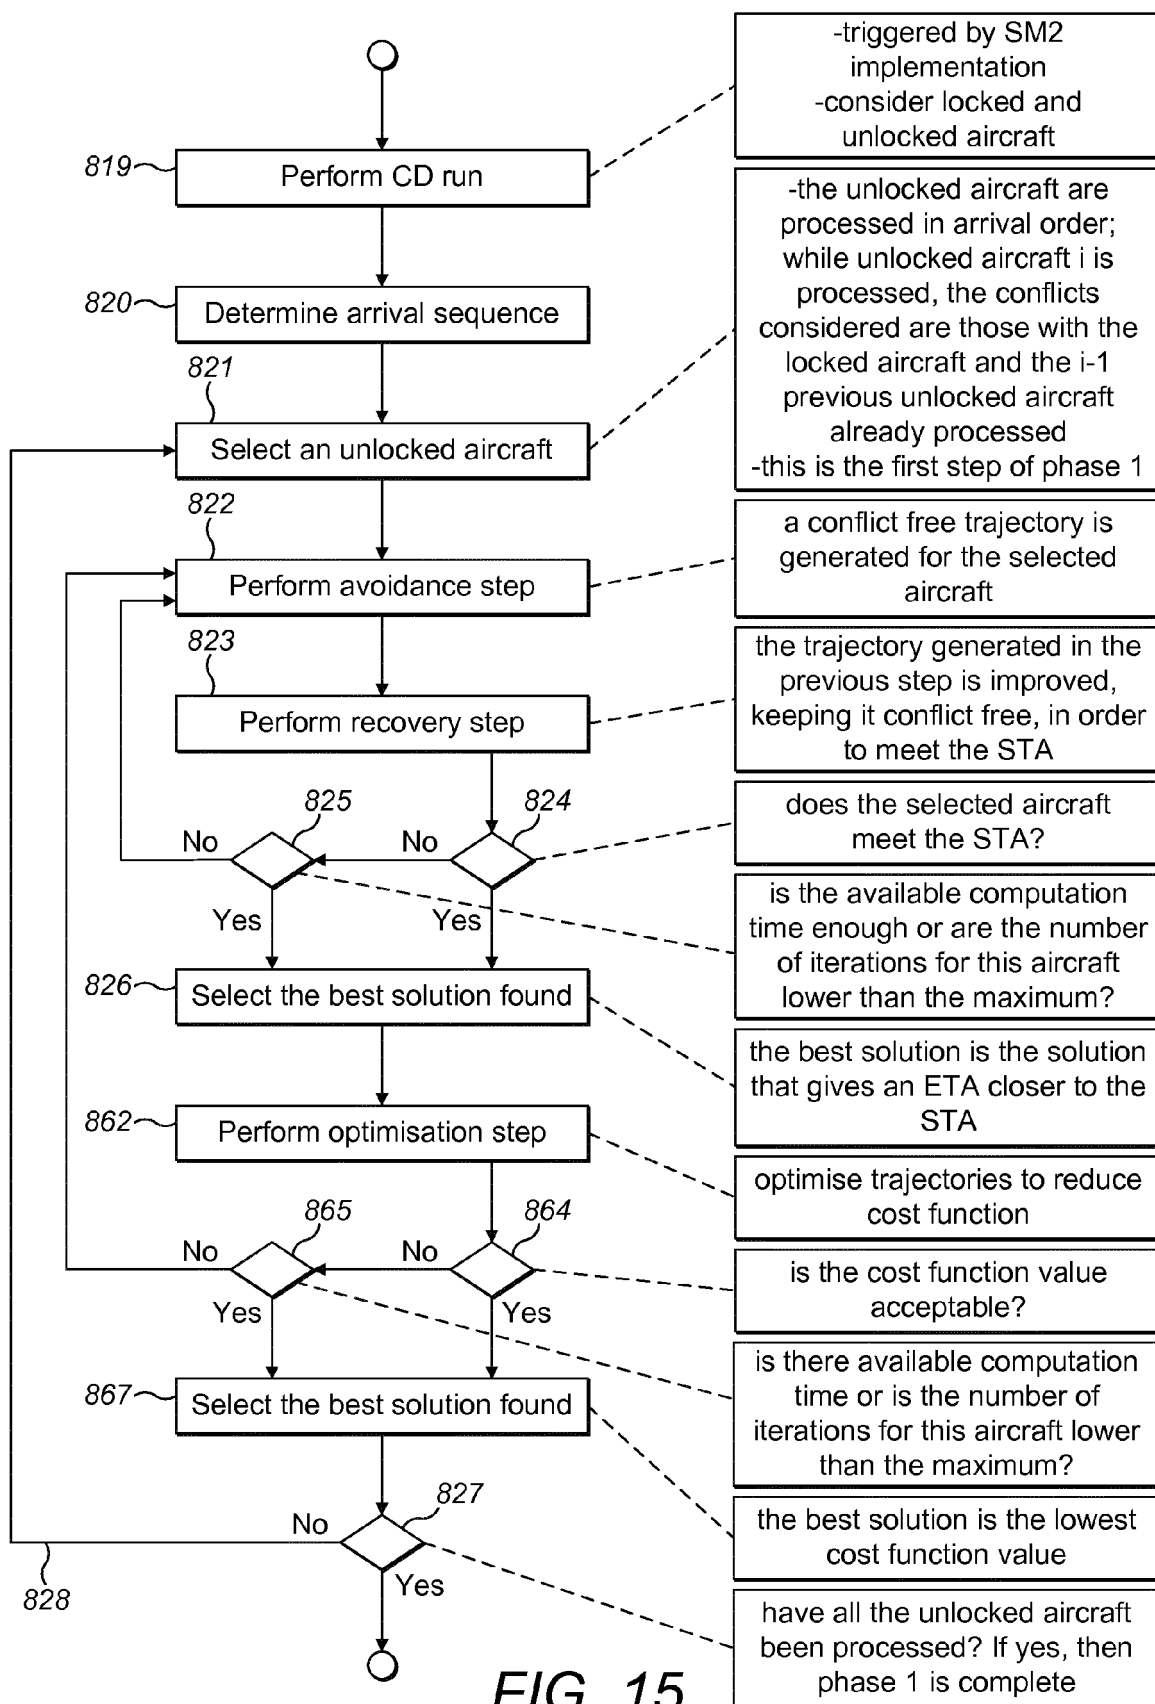 -triggered by SM2
implementation
-consider locked and
unlocked aircraft
819
Perform CD run
-the unlocked aircraft are
processed in arrival order;
while unlocked aircraft i is
processed, the conflicts
considered are those with the
locked aircraft and the i-1
previous unlocked aircraft
already processed
-this is the first step of phase 1
820
Determine arrival sequence
821
Select an unlocked aircraft
822
Perform avoidance step
a conflict free trajectory is
generated for the selected
aircraft
823
Perform recovery step
the trajectory generated in the
previous step is improved,
keeping it conflict free, in order
to meet the STA
825
824
No
No
Yes
Yes
does the selected aircraft
meet the STA?
is the available computation
time enough or are the number
of iterations for this aircraft
lower than the maximum?
826
Select the best solution found
the best solution is the solution
that gives an ETA closer to the
STA
862
Perform optimisation step
optimise trajectories to reduce
cost function
865
864
No
No
Yes
Yes
is the cost function value
acceptable?
is there available computation
time or is the number of
iterations for this aircraft lower
than the maximum?
867
Select the best solution found
the best solution is the lowest
cost function value
827
No
Yes
828
have all the unlocked aircraft
been processed? If yes, then
phase 1 is complete
FIG. 15